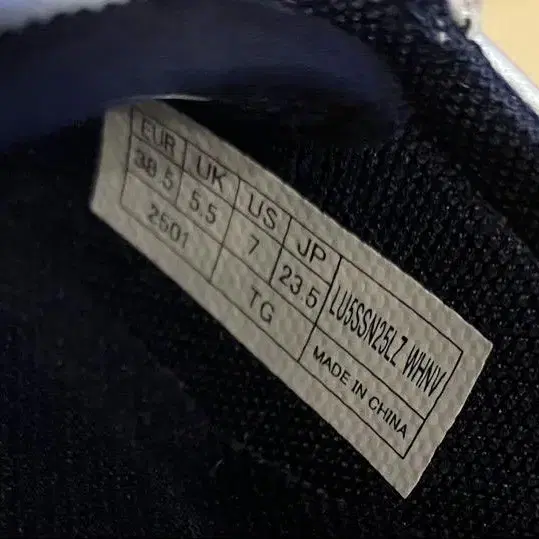 EUR UK US JP LU5SSN25LZ WHNV
38.5 5.5 7 23.5
2501 TG MADE IN CHINA